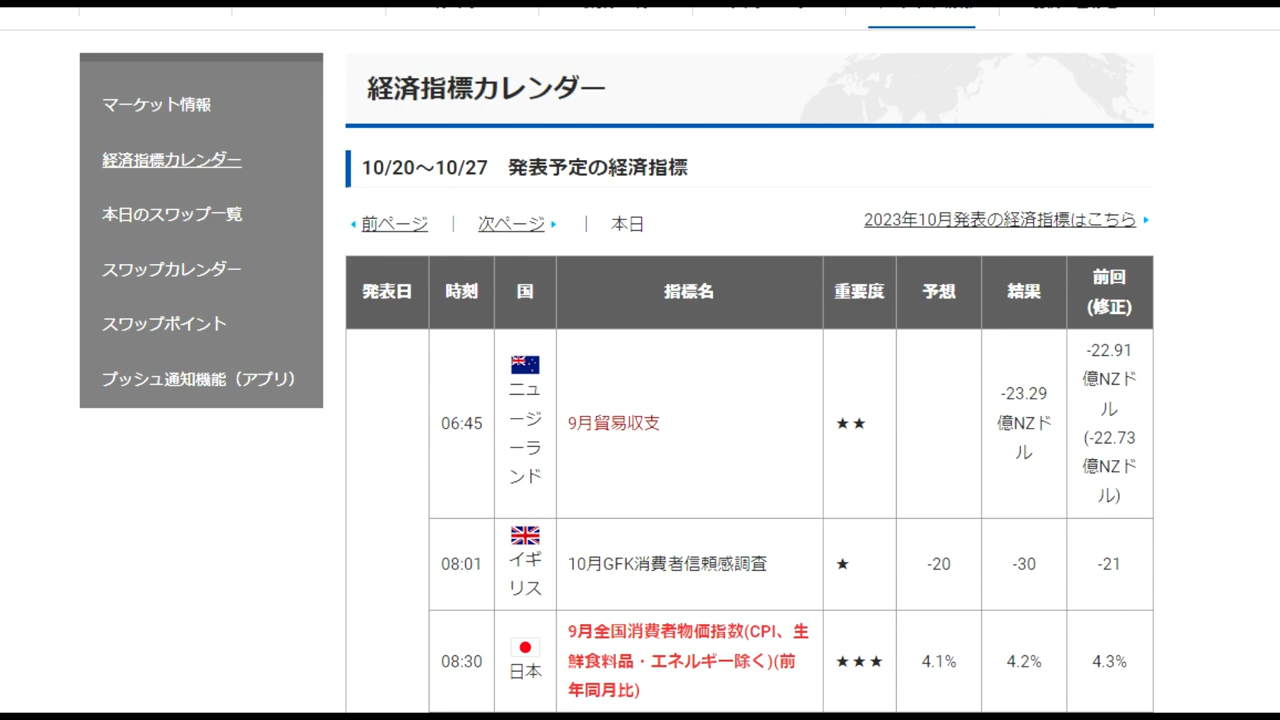 マーケット情報
経済指標カレンダー
本日のスワップ一覧
スワップカレンダー
スワップポイント
プッシュ通知機能（アプリ）
経済指標カレンダー
10/20～10/27　発表予定の経済指標
前ページ ｜ 次ページ ｜ 本日
2023年10月発表の経済指標はこちら
発表日 時刻 国 指標名 重要度 予想 結果 前回
(修正)
06:45
ニュ
ージ
ーラ
ンド
9月貿易収支
★★
-23.29
億NZド
ル
-22.91
億NZド
ル
(-22.73
億NZド
ル)
08:01
イギ
リス
10月GFK消費者信頼感調査
★
-20
-30
-21
08:30
日本
9月全国消費者物価指数(CPI、生
鮮食料品・エネルギー除く)(前
年同月比)
★★★
4.1%
4.2%
4.3%